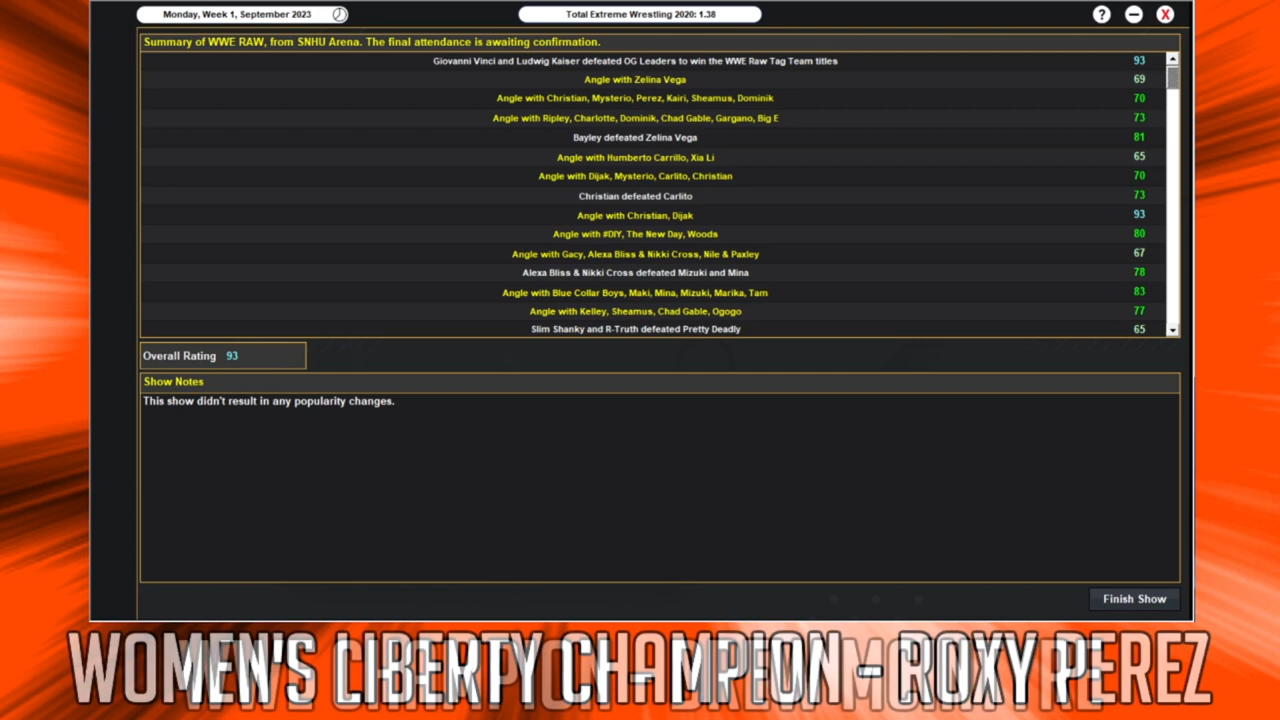 Monday, Week 1, September 2023
Total Extreme Wrestling 2020: 1.38
?
X
Summary of WWE RAW, from SNHU Arena. The final attendance is awaiting confirmation.
Giovanni Vinci and Ludwig Kaiser defeated OG Leaders to win the WWE Raw Tag Team titles 93
Angle with Zelina Vega 69
Angle with Christian, Mysterio, Perez, Kairi, Sheamus, Dominik 70
Angle with Ripley, Charlotte, Dominik, Chad Gable, Gargano, Big E 73
Bayley defeated Zelina Vega 81
Angle with Humberto Carrillo, Xia Li 65
Angle with Dijak, Mysterio, Carlito, Christian 70
Christian defeated Carlito 73
Angle with Christian, Dijak 93
Angle with #DIY, The New Day, Woods 80
Angle with Gacy, Alexa Bliss & Nikki Cross, Nile & Paxley 67
Alexa Bliss & Nikki Cross defeated Mizuki and Mina 78
Angle with Blue Collar Boys, Maki, Mina, Mizuki, Marika, Tam 83
Angle with Kelley, Sheamus, Chad Gable, Ogogo 77
Slim Shanky and R-Truth defeated Pretty Deadly 65
Overall Rating 93
Show Notes
This show didn't result in any popularity changes.
Finish Show
WOMEN'S LIBERTY CHAMPION - ROXY PEREZ